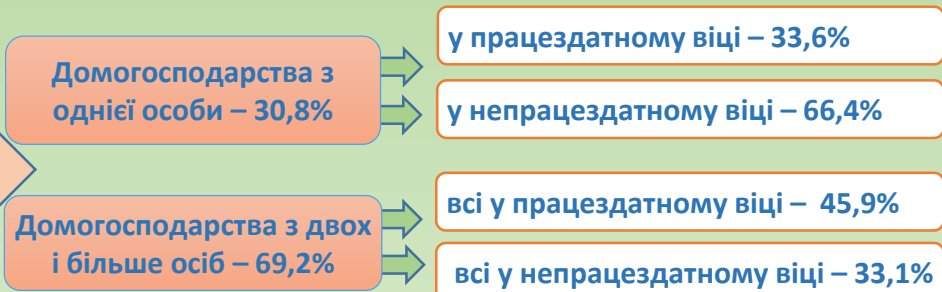 Домогосподарства з
однієї особи – 30,8%
у працездатному віці – 33,6%
у непрацездатному віці – 66,4%
Домогосподарства з двох
і більше осіб – 69,2%
всі у працездатному віці – 45,9%
всі у непрацездатному віці – 33,1%